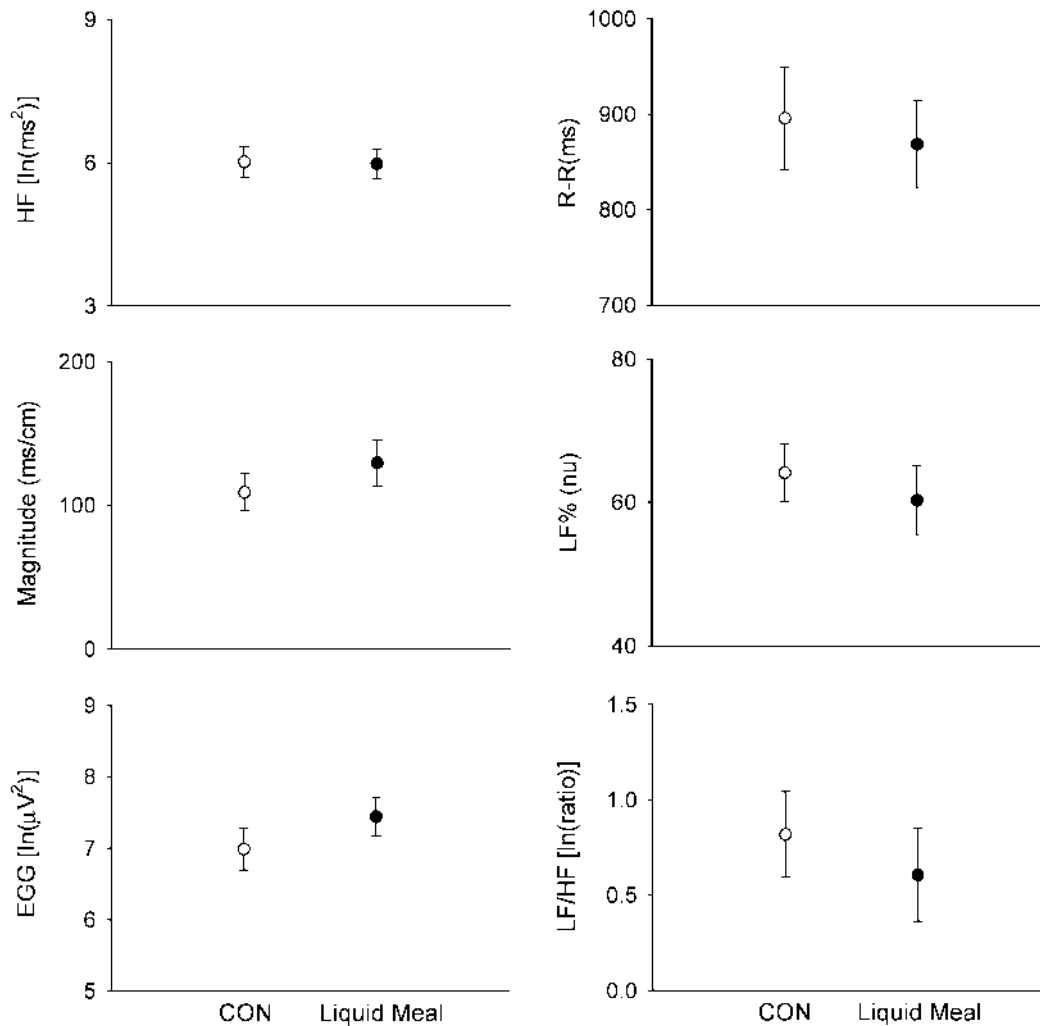 HF [ln(ms²)]
9
6
3
R-R(ms)
1000
900
800
700
Magnitude (ms/cm)
200
100
0
LF% (nu)
80
60
40
EGG [ln(µV²)]
9
8
7
6
5
CON Liquid Meal
LF/HF [ln(ratio)]
1.5
1.0
0.5
0.0
CON Liquid Meal